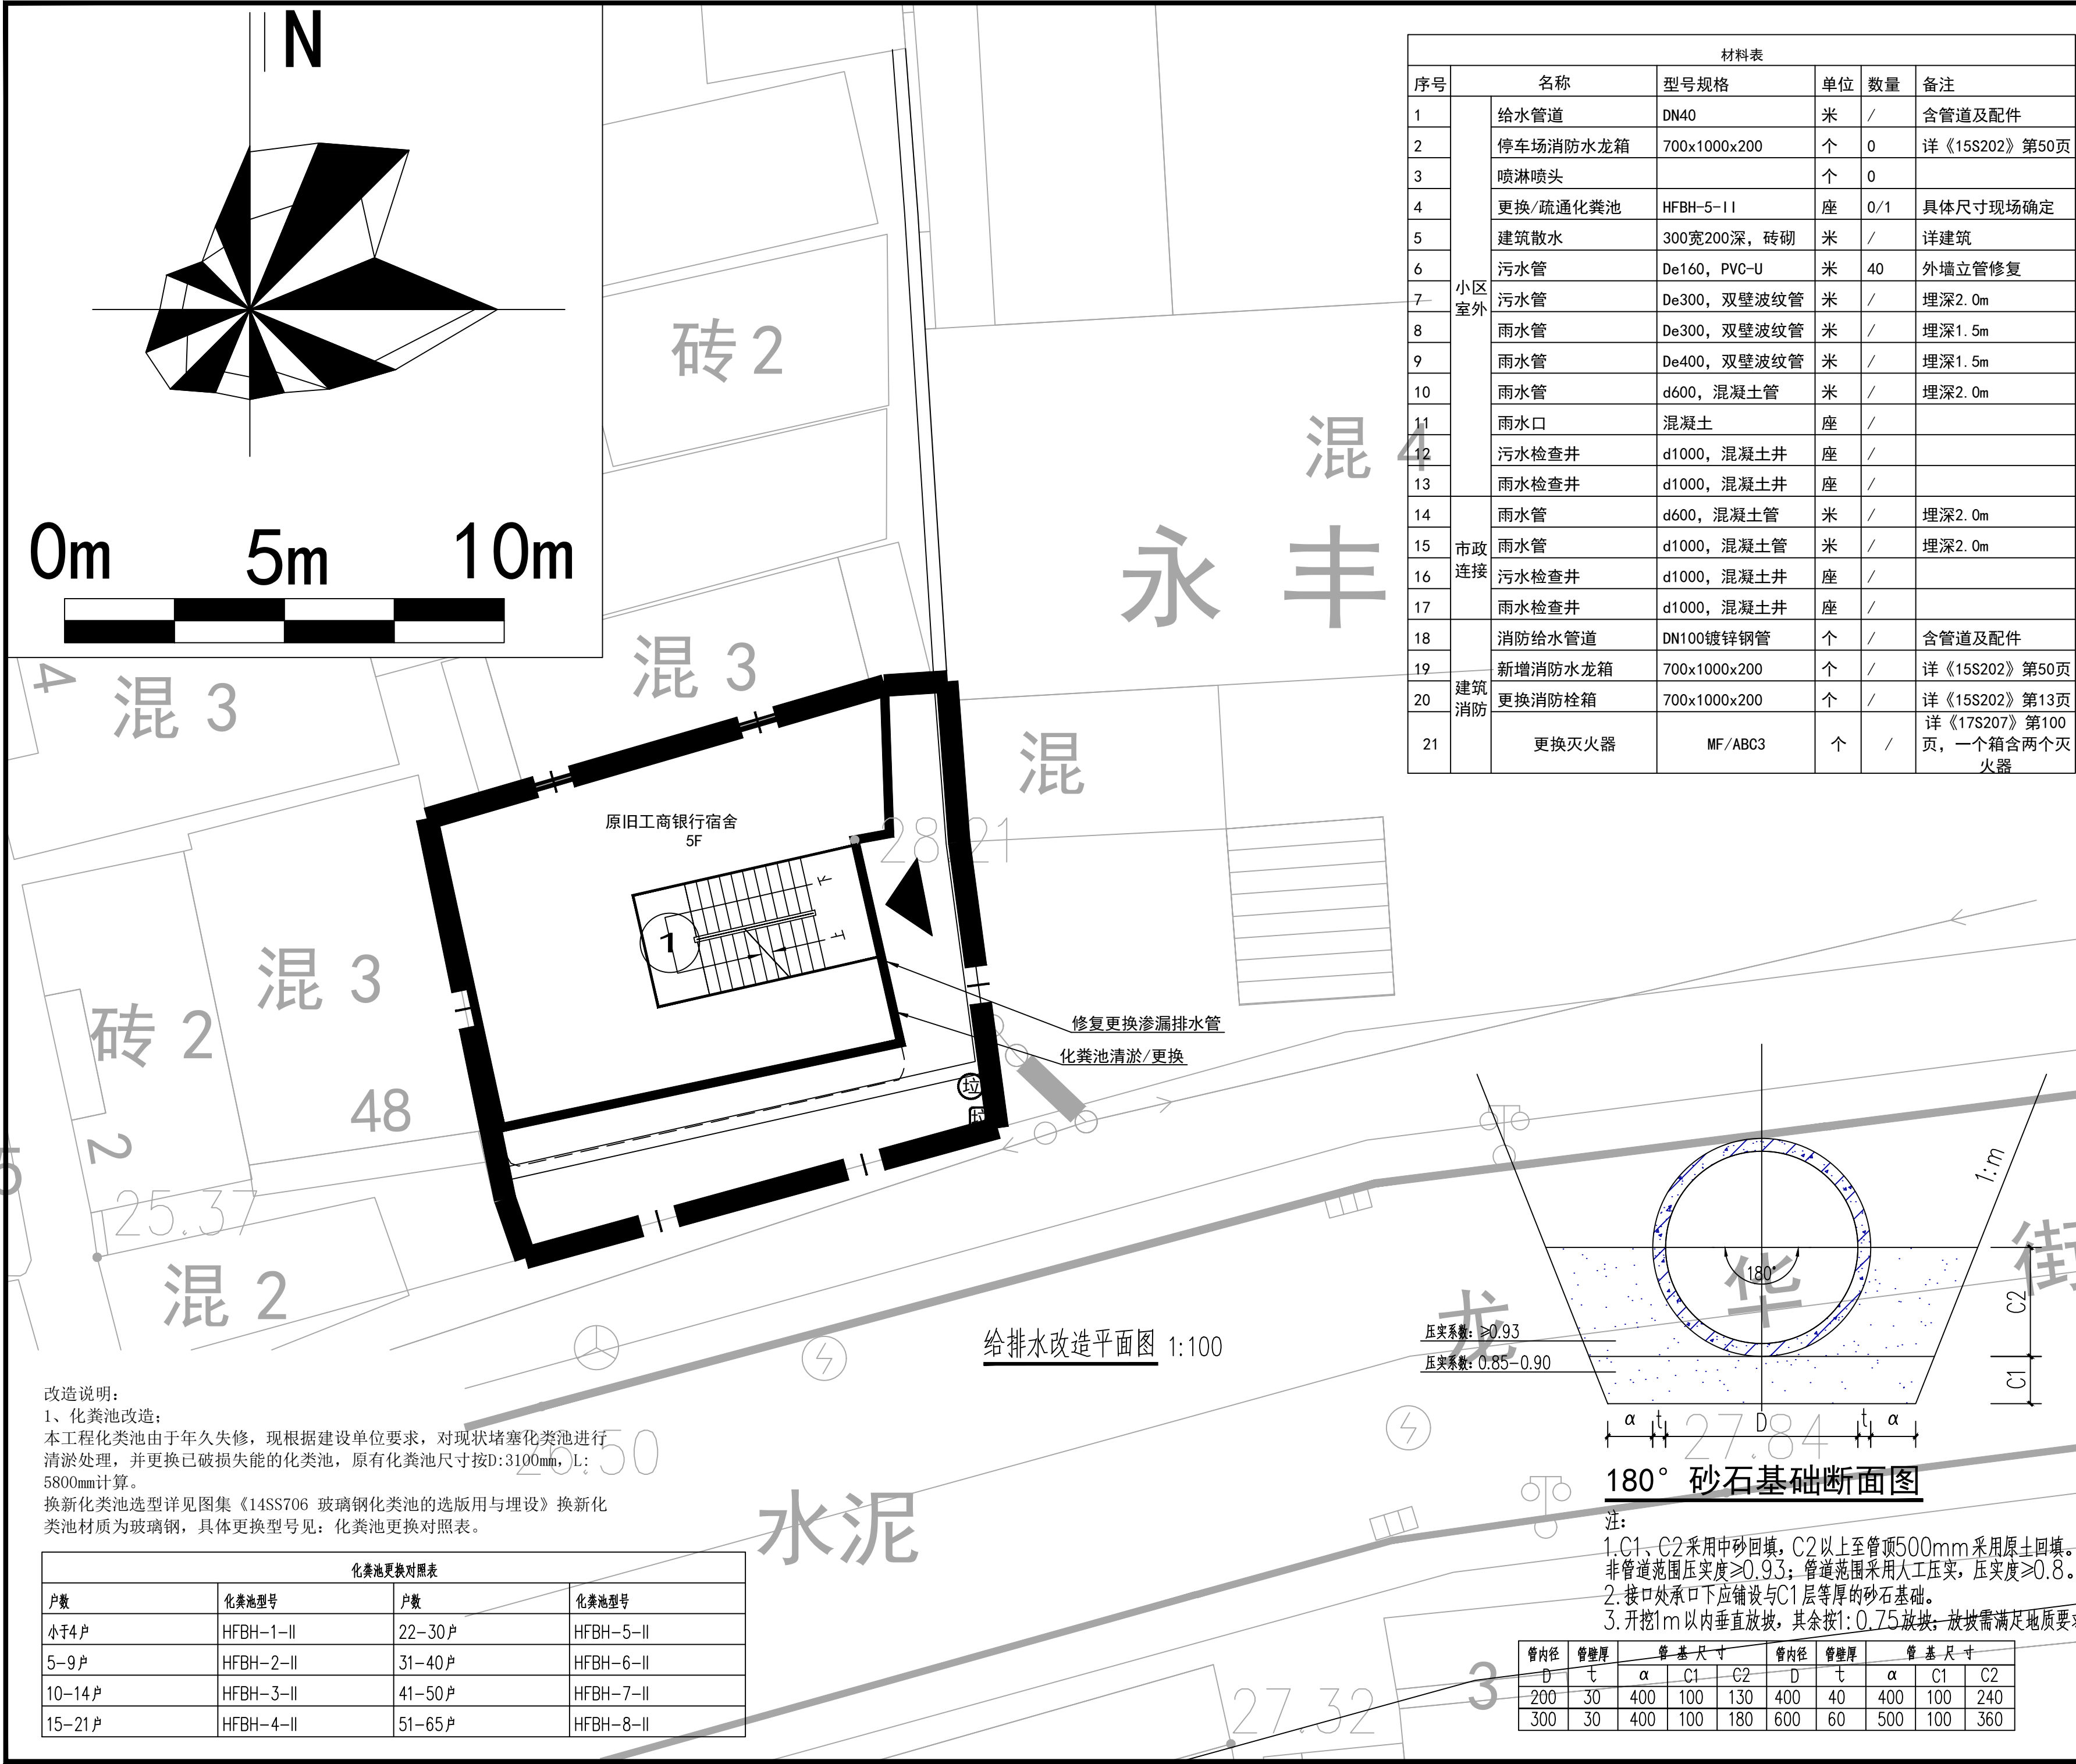 N
0m 5m 10m
材料表
序号 名称 型号规格 单位 数量 备注
小区室外
1 给水管道 DN40 米 / 含管道及配件
2 停车场消防水龙箱 700x1000x200 个 0 详《15S202》第50页
3 喷淋喷头 个 0
4 更换/疏通化粪池 HFBH-5-II 座 0/1 具体尺寸现场确定
5 建筑散水 300宽200深，砖砌 米 / 详建筑
6 污水管 De160，PVC-U 米 40 外墙立管修复
7 污水管 De300，双壁波纹管 米 / 埋深2.0m
8 雨水管 De300，双壁波纹管 米 / 埋深1.5m
9 雨水管 De400，双壁波纹管 米 / 埋深1.5m
10 雨水管 d600，混凝土管 米 / 埋深2.0m
11 雨水口 混凝土 座 /
12 污水检查井 d1000，混凝土井 座 /
13 雨水检查井 d1000，混凝土井 座 /
市政连接
14 雨水管 d600，混凝土管 米 / 埋深2.0m
15 雨水管 d1000，混凝土管 米 / 埋深2.0m
16 污水检查井 d1000，混凝土井 座 /
17 雨水检查井 d1000，混凝土井 座 /
建筑消防
18 消防给水管道 DN100镀锌钢管 个 / 含管道及配件
19 新增消防水龙箱 700x1000x200 个 / 详《15S202》第50页
20 更换消防栓箱 700x1000x200 个 / 详《15S202》第13页
21 更换灭火器 MF/ABC3 个 / 详《17S207》第100页，一个箱含两个灭火器
砖2
混 4
永 丰
混 3
4
混 3
混
原旧工商银行宿舍
5F
28.21
下
1
上
混 3
砖 2
48
2
5
25.37
混 2
修复更换渗漏排水管
化粪池清淤/更换
垃
垃
给排水改造平面图 1:100
龙 华 街
25.50
水泥
27.84
3
27.32
改造说明：
1、化粪池改造；
本工程化类池由于年久失修，现根据建设单位要求，对现状堵塞化类池进行
清淤处理，并更换已破损失能的化类池，原有化粪池尺寸按D:3100mm，L:
5800mm计算。
换新化类池选型详见图集《14SS706 玻璃钢化类池的选版用与埋设》换新化
类池材质为玻璃钢，具体更换型号见：化粪池更换对照表。
化粪池更换对照表
户数 化粪池型号 户数 化粪池型号
小于4户 HFBH-1-II 22-30户 HFBH-5-II
5-9户 HFBH-2-II 31-40户 HFBH-6-II
10-14户 HFBH-3-II 41-50户 HFBH-7-II
15-21户 HFBH-4-II 51-65户 HFBH-8-II
1:m
180°
压实系数：≥0.93
压实系数：0.85-0.90
C2
C1
α t D t α
180° 砂石基础断面图
注：
1.C1、C2采用中砂回填，C2以上至管顶500mm采用原土回填。
非管道范围压实度≥0.93；管道范围采用人工压实，压实度≥0.8。
2.接口处承口下应铺设与C1层等厚的砂石基础。
3.开挖1m以内垂直放坡，其余按1:0.75放坡；放坡需满足地质要
管内径 管壁厚 管 基 尺 寸 管内径 管壁厚 管 基 尺 寸
D t α C1 C2 D t α C1 C2
200 30 400 100 130 400 40 400 100 240
300 30 400 100 180 600 60 500 100 360